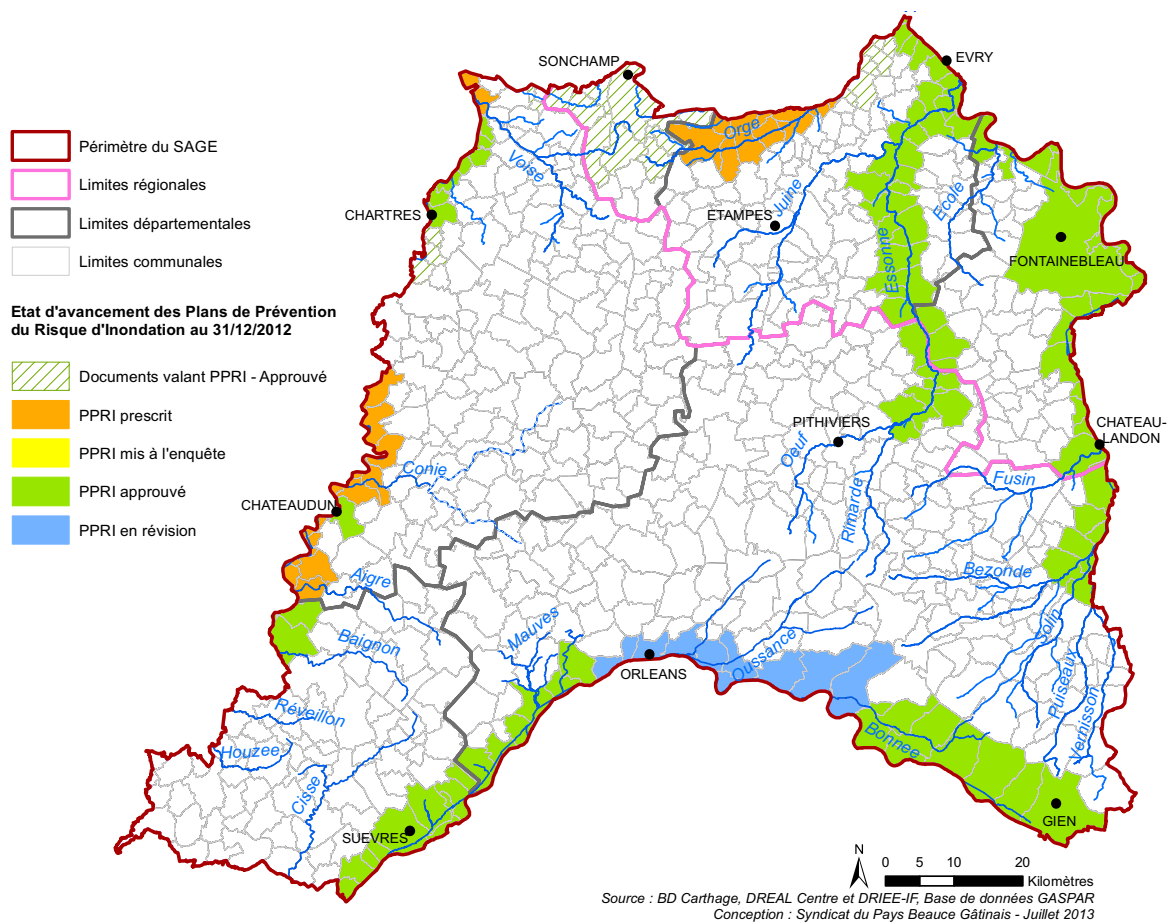 SONCHAMP
EVRY
Périmètre du SAGE
Limites régionales
Limites départementales
Limites communales
Etat d'avancement des Plans de Prévention
du Risque d'Inondation au 31/12/2012
Documents valant PPRI - Approuvé
PPRI prescrit
PPRI mis à l'enquête
PPRI approuvé
PPRI en révision
Orge
Voise
CHARTRES
ETAMPES
Juine
Ecole
Essonne
FONTAINEBLEAU
PITHIVIERS
CHATEAU-
LANDON
Oeuf
Conie
Fusin
CHATEAUDUN
Rimarde
Aigre
Bezonde
Baignon
Mauves
Solin
ORLEANS
Oussance
Puiseaux
Vernisson
Réveillon
Houzee
Bonnee
Cisse
SUEVRES
GIEN
N
0 5 10 20
Kilomètres
Source : BD Carthage, DREAL Centre et DRIEE-IF, Base de données GASPAR
Conception : Syndicat du Pays Beauce Gâtinais - Juillet 2013